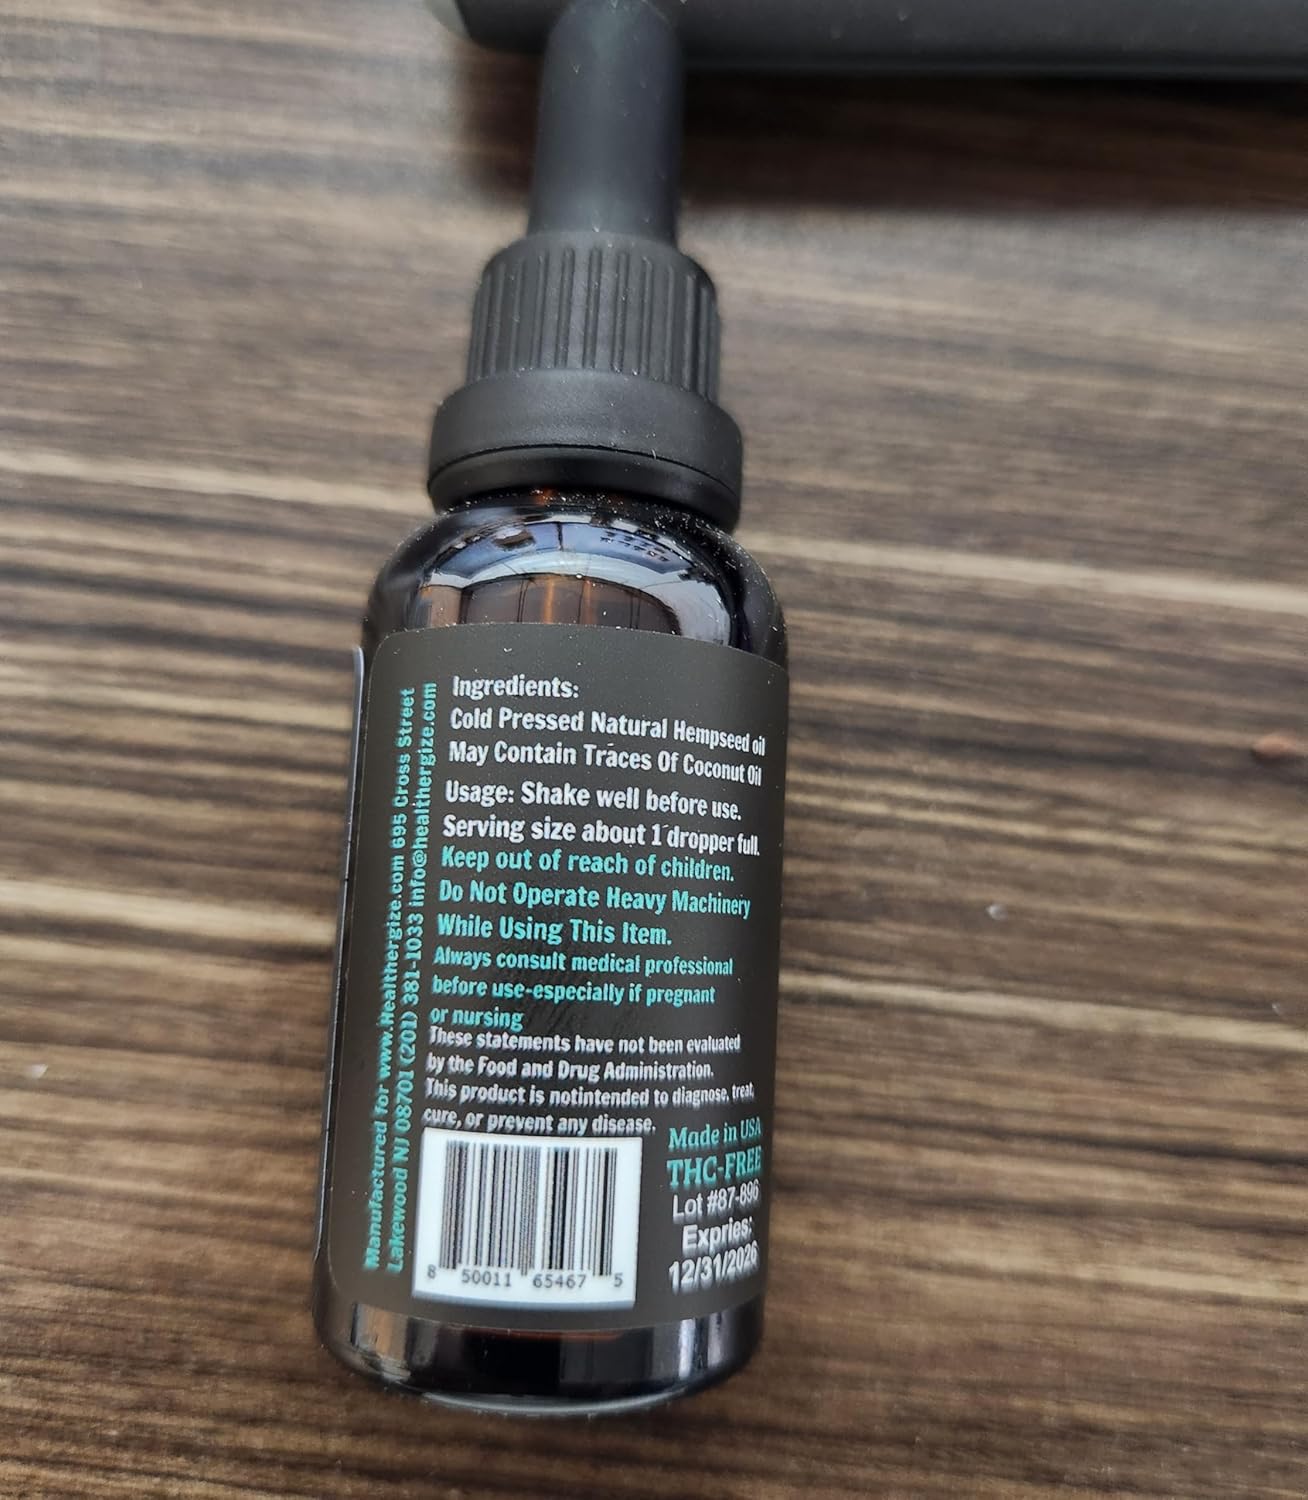 Ingredients:
Cold Pressed Natural Hempseed oil
May Contain Traces Of Coconut Oil
Usage: Shake well before use.
Serving size about 1 dropper full.
Keep out of reach of children.
Do Not Operate Heavy Machinery
While Using This Item.
Always consult medical professional
before use-especially if pregnant
or nursing
These statements have not been evaluated
by the Food and Drug Administration.
This product is notintended to diagnose, treat,
cure, or prevent any disease.
Made in USA
THC-FREE
Lot #87-896
Expries:
12/31/2026
8 50011 65467 5
Manufactured for www.Healthergize.com 695 Cross Street
Lakewood NJ 08701 (201) 381-1033 info@healthergize.com